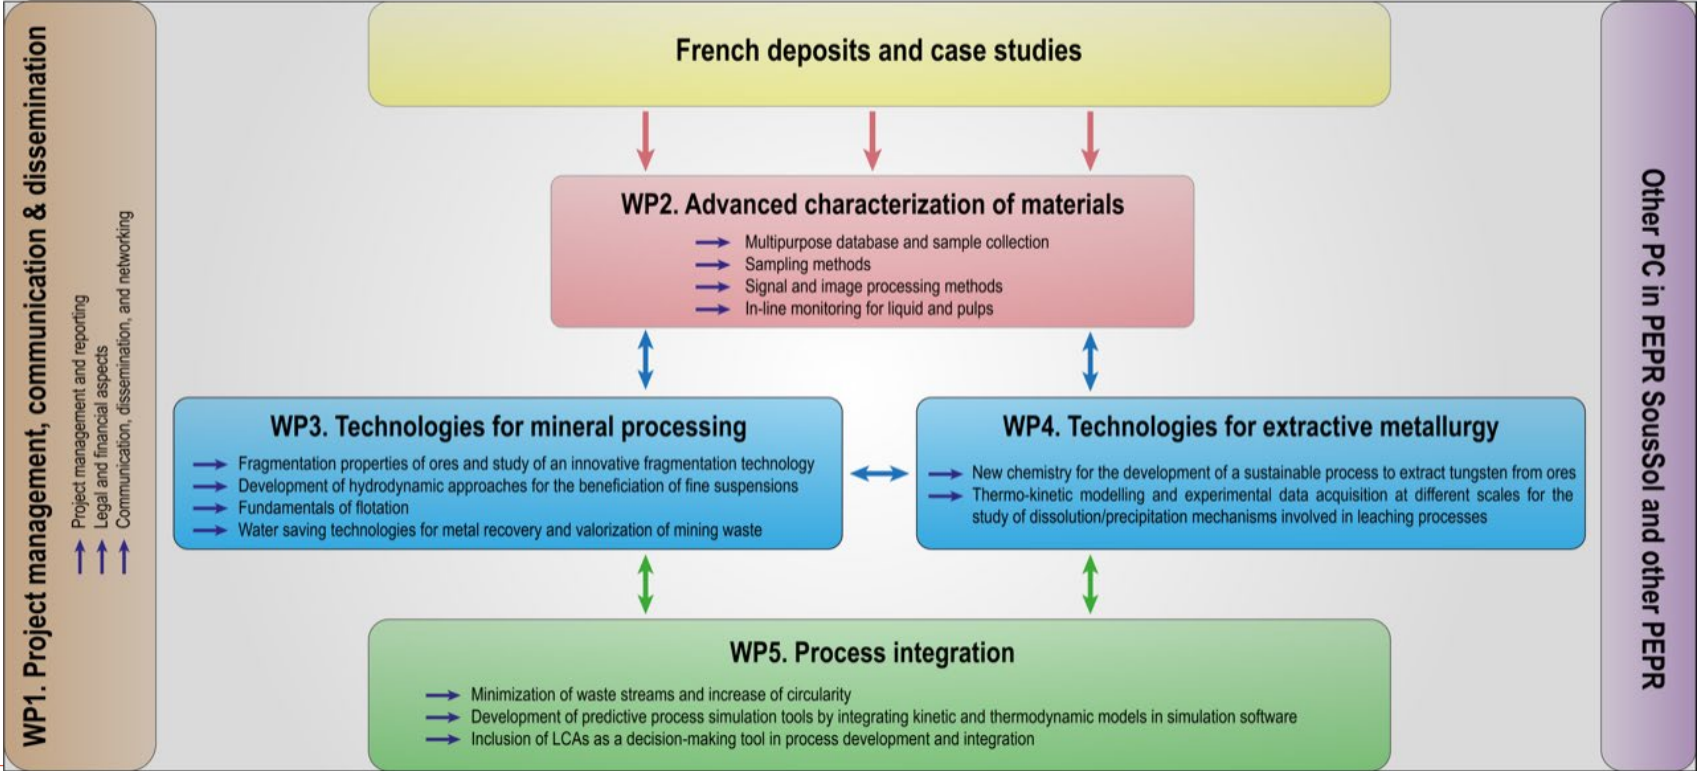 WP1. Project management, communication & dissemination
Project management and reporting
Legal and financial aspects
Communication, dissemination, and networking
French deposits and case studies
WP2. Advanced characterization of materials
Multipurpose database and sample collection
Sampling methods
Signal and image processing methods
In-line monitoring for liquid and pulps
WP3. Technologies for mineral processing
Fragmentation properties of ores and study of an innovative fragmentation technology
Development of hydrodynamic approaches for the beneficiation of fine suspensions
Fundamentals of flotation
Water saving technologies for metal recovery and valorization of mining waste
WP4. Technologies for extractive metallurgy
New chemistry for the development of a sustainable process to extract tungsten from ores
Thermo-kinetic modelling and experimental data acquisition at different scales for the
study of dissolution/precipitation mechanisms involved in leaching processes
WP5. Process integration
Minimization of waste streams and increase of circularity
Development of predictive process simulation tools by integrating kinetic and thermodynamic models in simulation software
Inclusion of LCAs as a decision-making tool in process development and integration
Other PC in PEPR SousSol and other PEPR